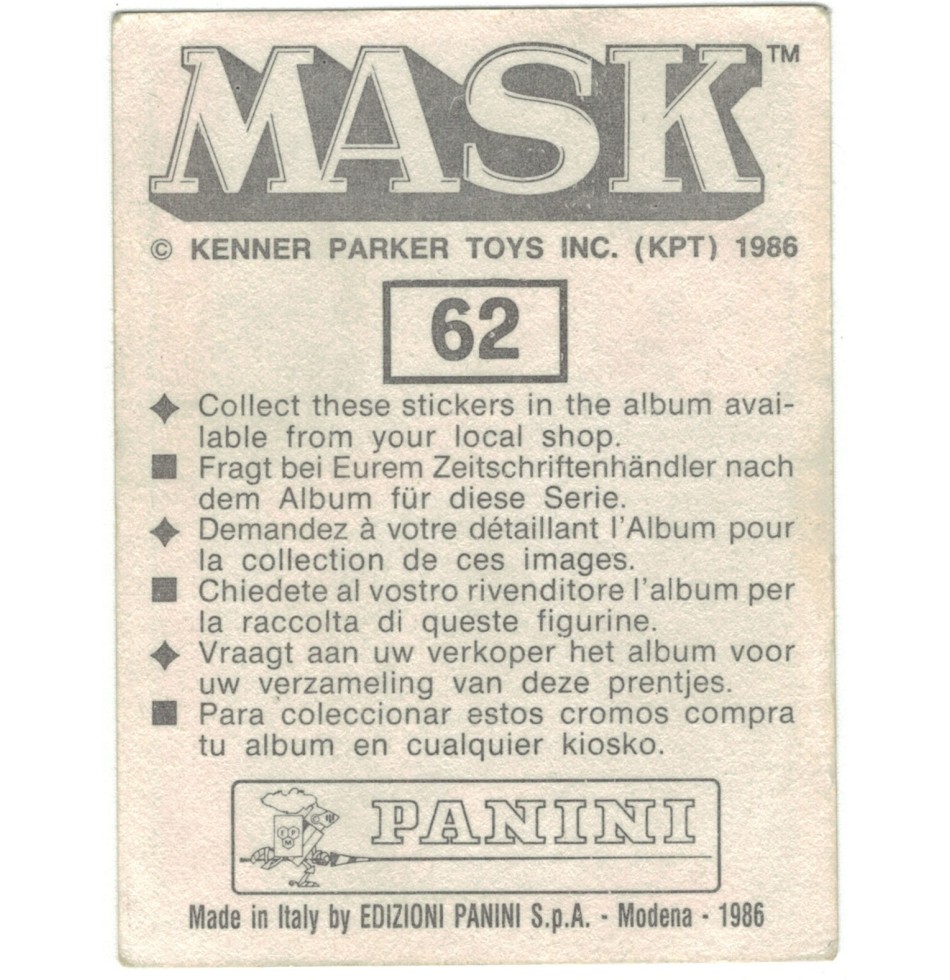 MASK™
© KENNER PARKER TOYS INC. (KPT) 1986
62
Collect these stickers in the album avai-
lable from your local shop.
Fragt bei Eurem Zeitschriftenhändler nach
dem Album für diese Serie.
Demandez à votre détaillant l'Album pour
la collection de ces images.
Chiedete al vostro rivenditore l'album per
la raccolta di queste figurine.
Vraagt aan uw verkoper het album voor
uw verzameling van deze prentjes.
Para coleccionar estos cromos compra
tu album en cualquier kiosko.
PANINI
Made in Italy by EDIZIONI PANINI S.p.A. - Modena - 1986